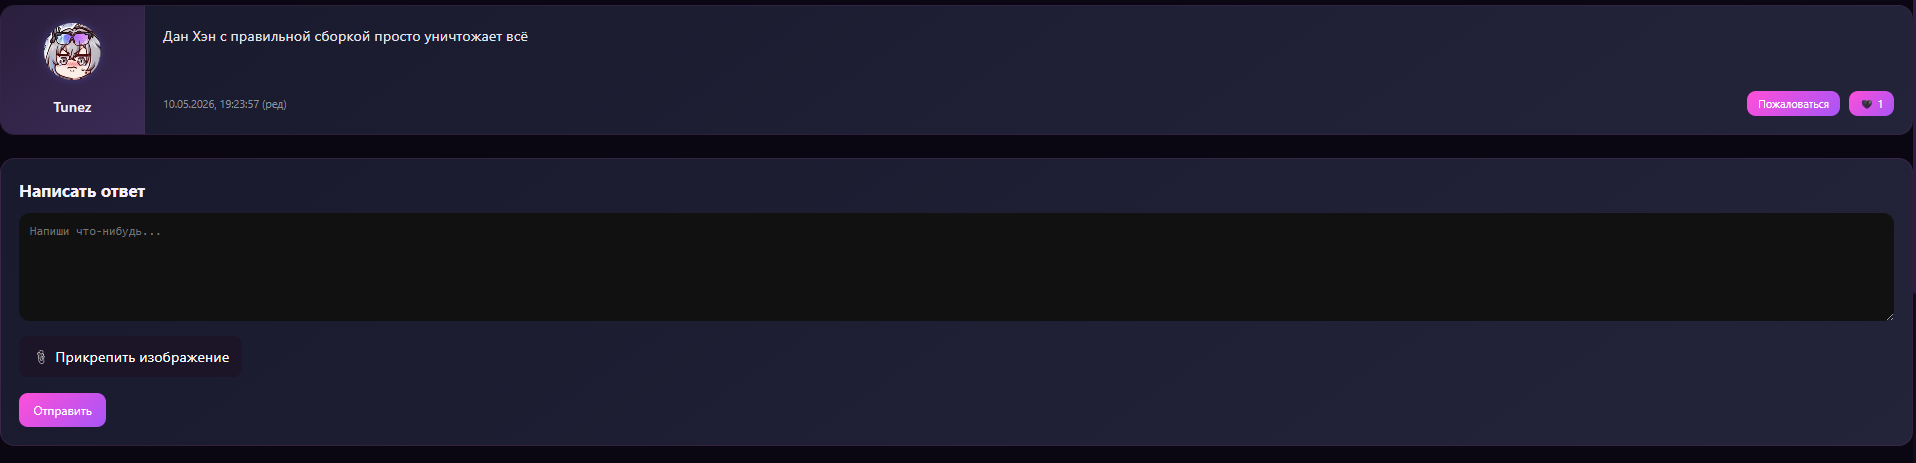 Дан Хэн с правильной сборкой просто уничтожает всё
Tunez
10.05.2026, 19:23:57 (ред)
Пожаловаться
1
Написать ответ
Напиши что-нибудь...
Прикрепить изображение
Отправить